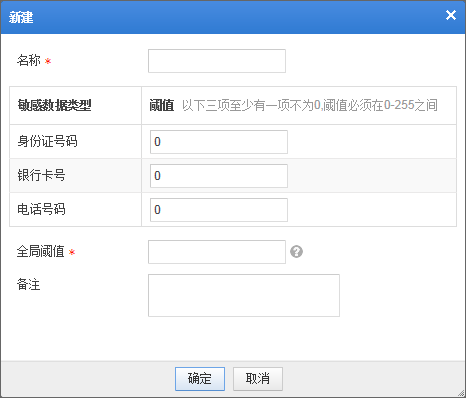 新建
名称 *
敏感数据类型 阈值 以下三项至少有一项不为0,阈值必须在0-255之间
身份证号码 0
银行卡号 0
电话号码 0
全局阈值 * ?
备注
确定 取消